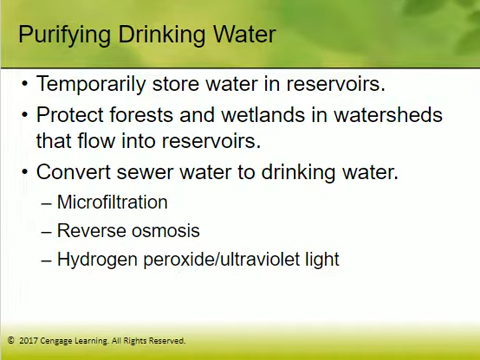 Purifying Drinking Water
• Temporarily store water in reservoirs.
• Protect forests and wetlands in watersheds
that flow into reservoirs.
• Convert sewer water to drinking water.
– Microfiltration
– Reverse osmosis
– Hydrogen peroxide/ultraviolet light
© 2017 Cengage Learning. All Rights Reserved.